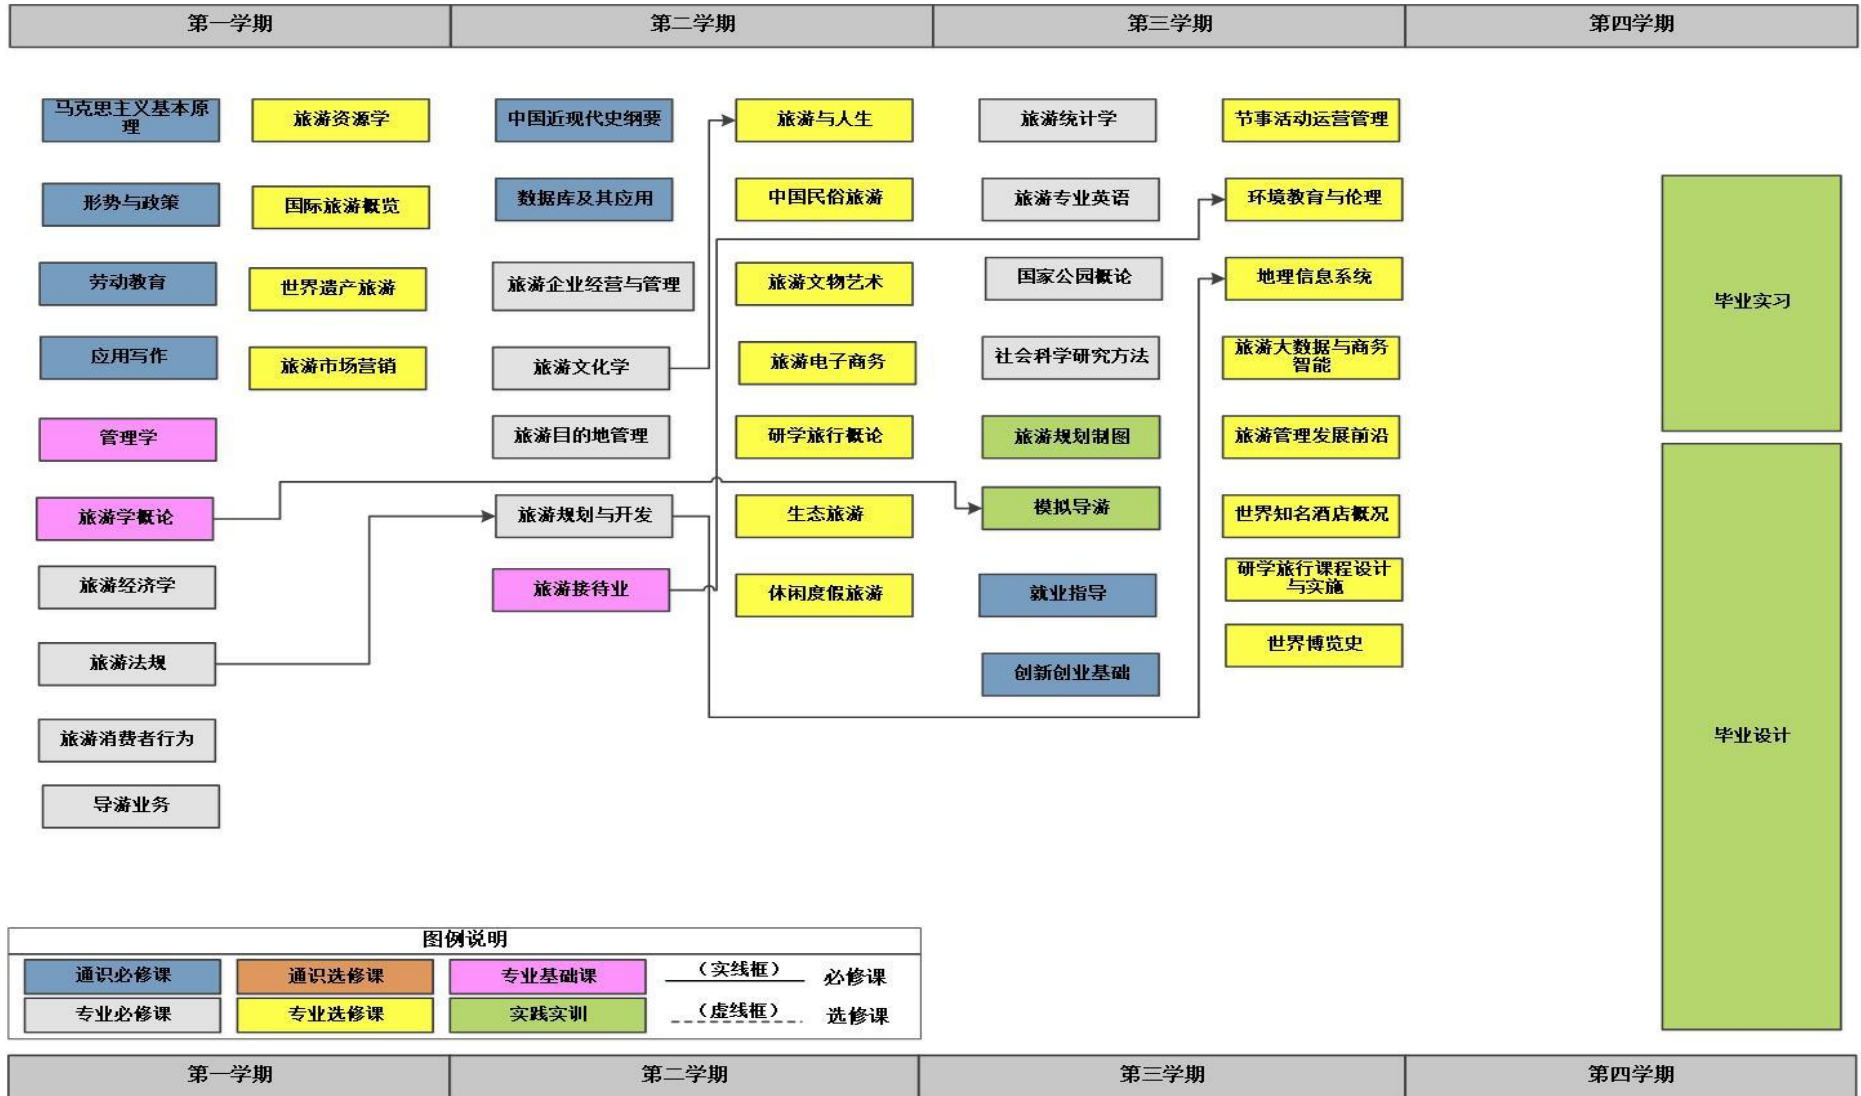 第一学期
第二学期
第三学期
第四学期
马克思主义基本原
理
形势与政策
劳动教育
应用写作
管理学
旅游学概论
旅游经济学
旅游法规
旅游消费者行为
导游业务
旅游资源学
国际旅游概览
世界遗产旅游
旅游市场营销
中国近现代史纲要
数据库及其应用
旅游企业经营与管理
旅游文化学
旅游目的地管理
旅游规划与开发
旅游接待业
旅游与人生
中国民俗旅游
旅游文物艺术
旅游电子商务
研学旅行概论
生态旅游
休闲度假旅游
旅游统计学
旅游专业英语
国家公园概论
社会科学研究方法
旅游规划制图
模拟导游
就业指导
创新创业基础
节事活动运营管理
环境教育与伦理
地理信息系统
旅游大数据与商务
智能
旅游管理发展前沿
世界知名酒店概况
研学旅行课程设计
与实施
世界博览史
毕业实习
毕业设计
图例说明
通识必修课
通识选修课
专业基础课
（实线框）
必修课
专业必修课
专业选修课
实践实训
（虚线框）
选修课
第一学期
第二学期
第三学期
第四学期